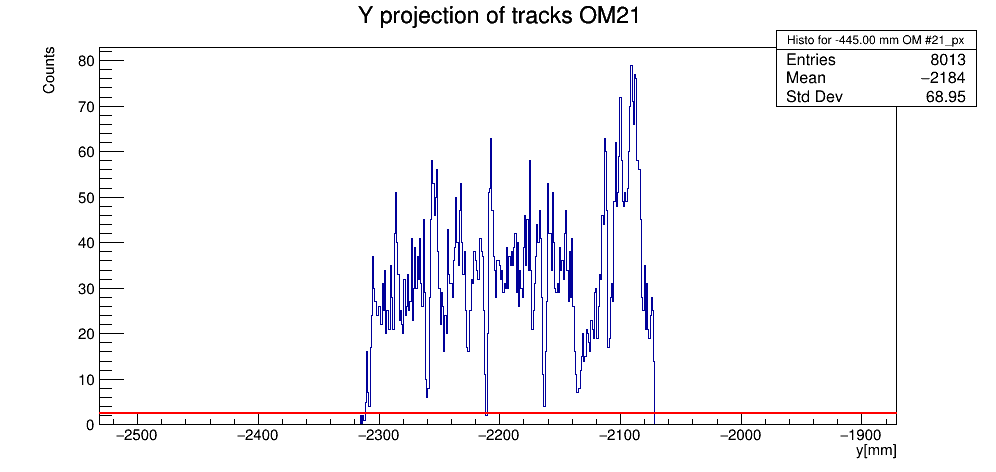 Y projection of tracks OM21
Histo for -445.00 mm OM #21_px
Entries 8013
Mean −2184
Std Dev 68.95
Counts
80
70
60
50
40
30
20
10
0
−2500 −2400 −2300 −2200 −2100 −2000 −1900
y[mm]